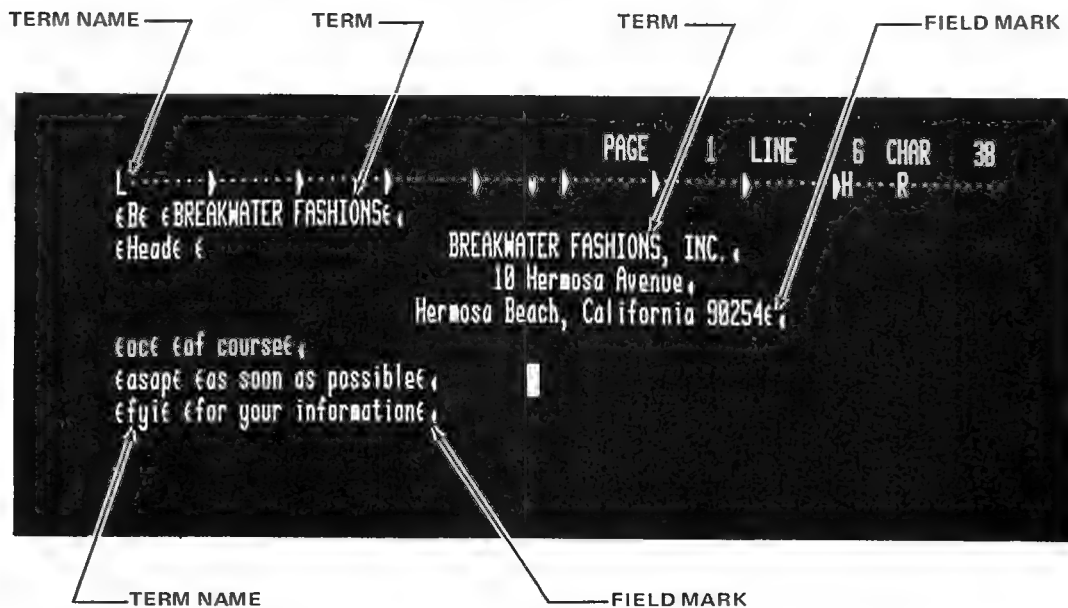 TERM NAME TERM TERM FIELD MARK
PAGE 1 LINE 6 CHAR 38
L H R
€B€ €BREAKWATER FASHIONS€
€Head€ € BREAKWATER FASHIONS, INC.
10 Hermosa Avenue
Hermosa Beach, California 90254€
€oc€ €of course€
€asap€ €as soon as possible€
€fyi€ €for your information€
TERM NAME FIELD MARK